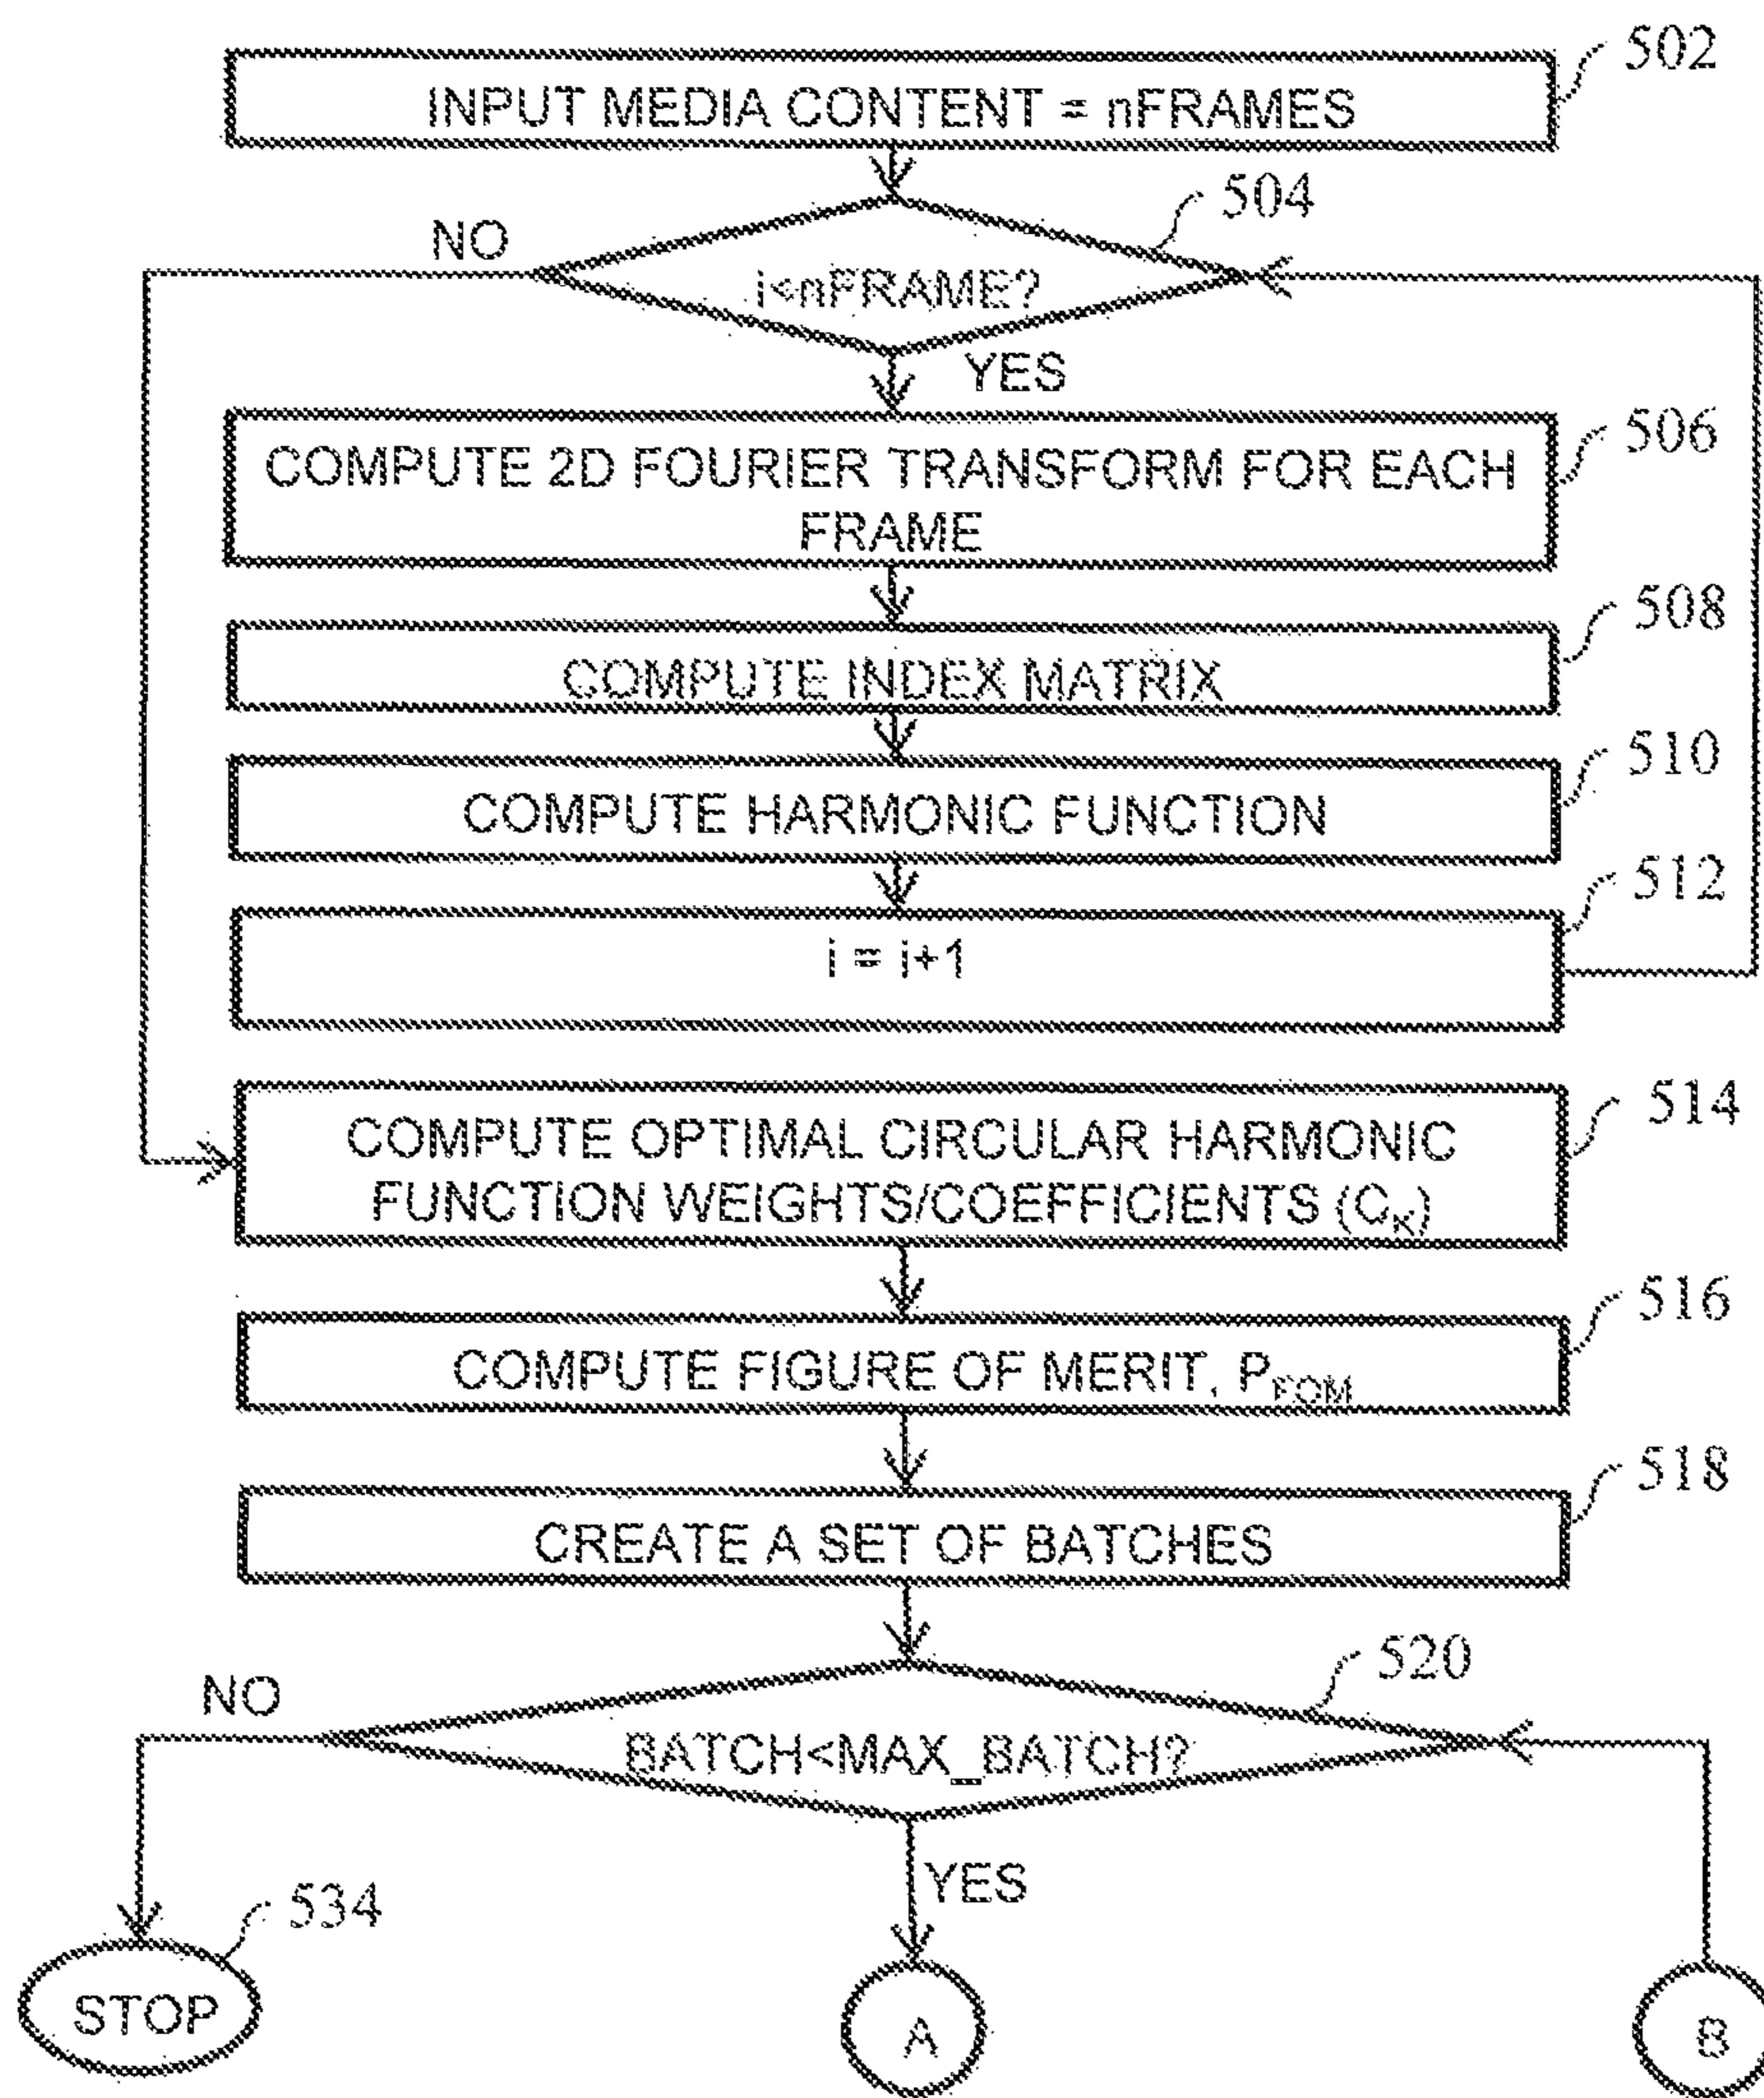 502
INPUT MEDIA CONTENT = nFRAMES
504
NO
i<nFRAME?
YES
506
COMPUTE 2D FOURIER TRANSFORM FOR EACH
FRAME
508
COMPUTE INDEX MATRIX
510
COMPUTE HARMONIC FUNCTION
512
i = i+1
514
COMPUTE OPTIMAL CIRCULAR HARMONIC
FUNCTION WEIGHTS/COEFFICIENTS (CK)
516
COMPUTE FIGURE OF MERIT, PFOM
518
CREATE A SET OF BATCHES
520
NO
BATCH<MAX_BATCH?
YES
534
STOP
A
B